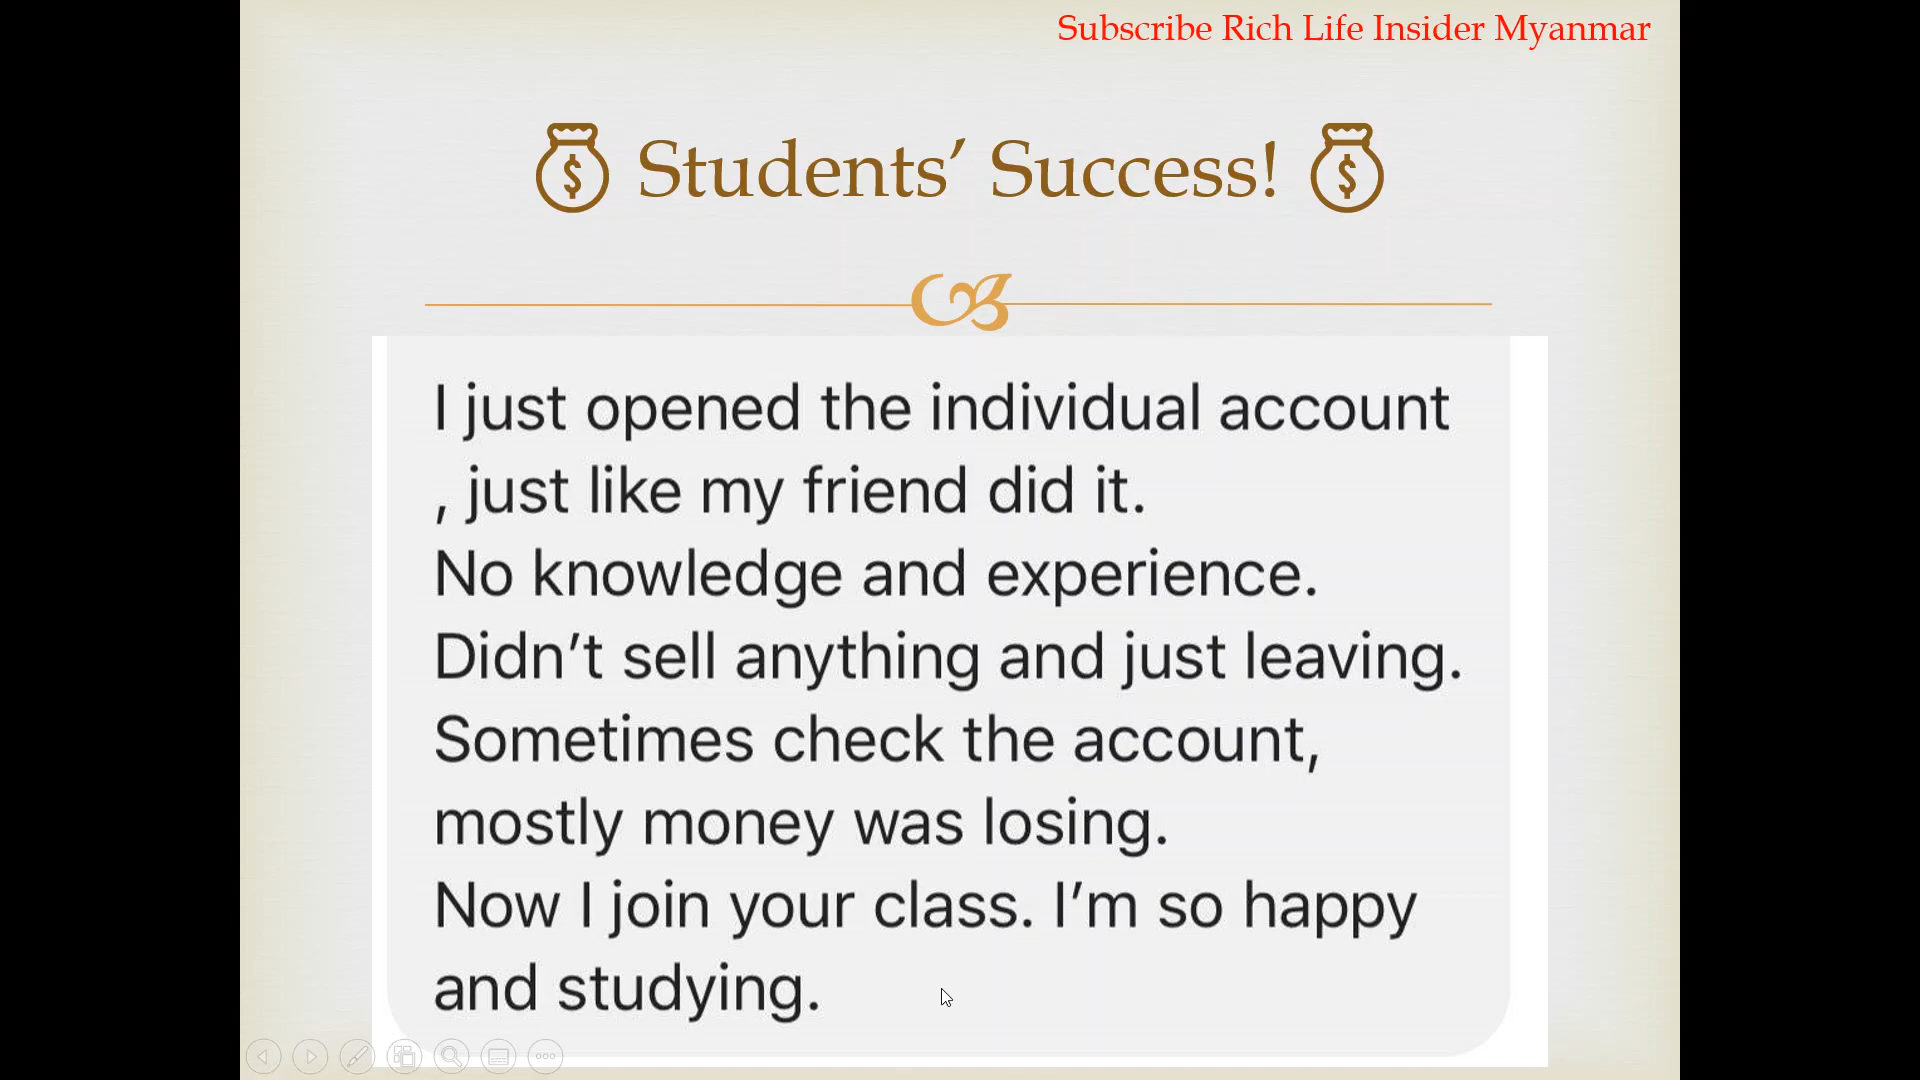 Subscribe Rich Life Insider Myanmar
Students’ Success!
I just opened the individual account
, just like my friend did it.
No knowledge and experience.
Didn’t sell anything and just leaving.
Sometimes check the account,
mostly money was losing.
Now I join your class. I’m so happy
and studying.